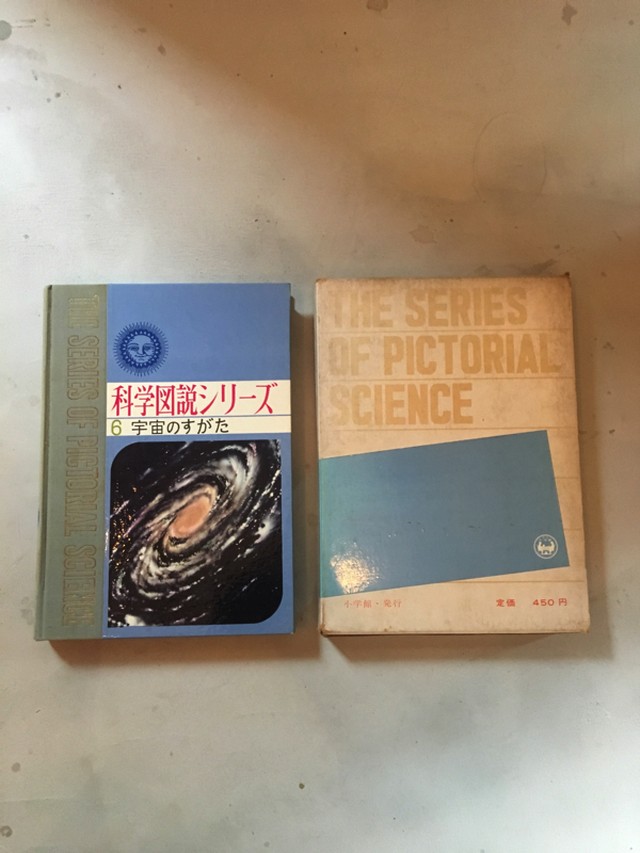 THE SERIES OF PICTORIAL SCIENCE
科学図説シリーズ
6 宇宙のすがた
THE SERIES
OF PICTORIAL
SCIENCE
小学館・発行
定価 450円